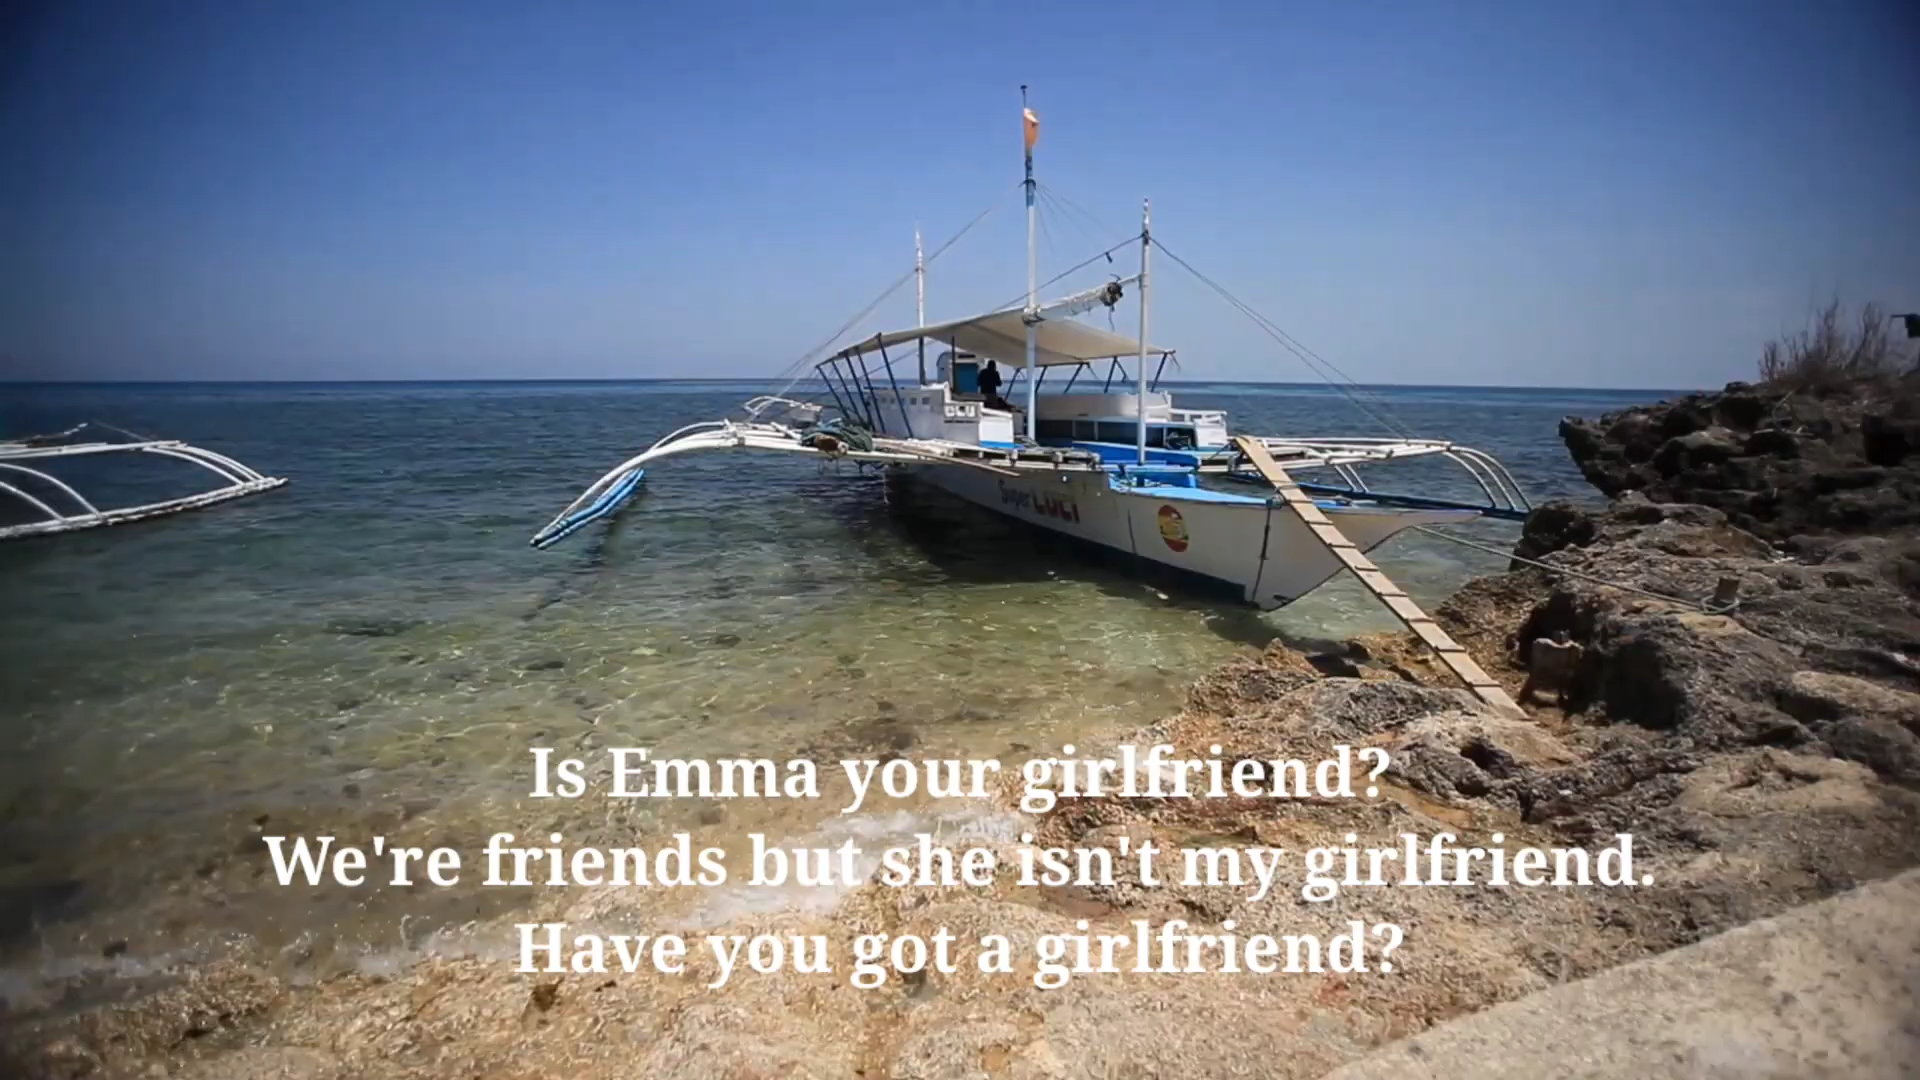 Super LUCI
Is Emma your girlfriend?
We're friends but she isn't my girlfriend.
Have you got a girlfriend?